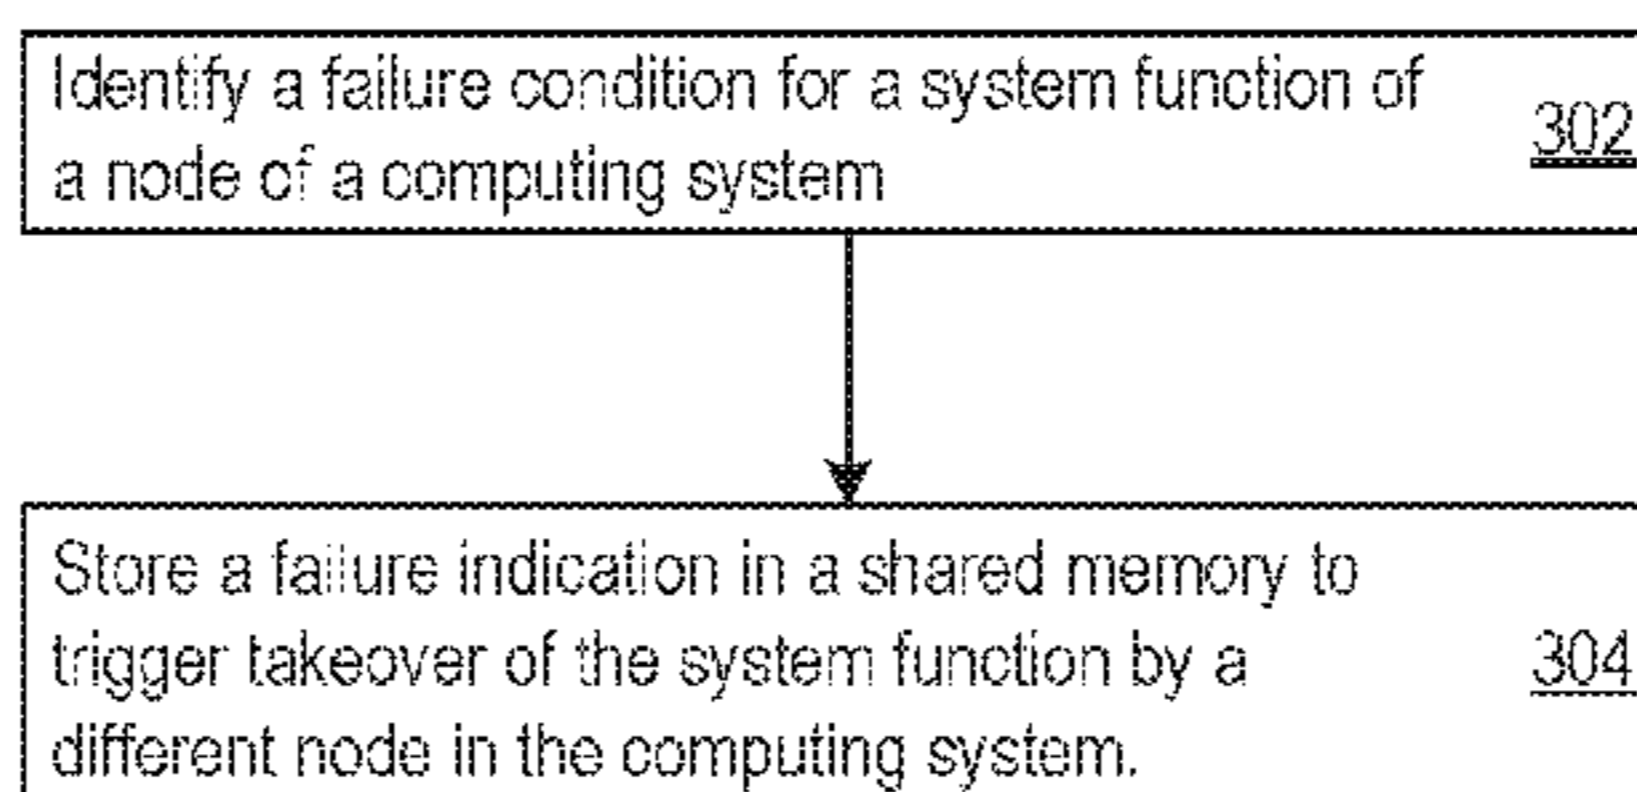 Identify a failure condition for a system function of
a node of a computing system
302
Store a failure indication in a shared memory to
trigger takeover of the system function by a
different node in the computing system.
304